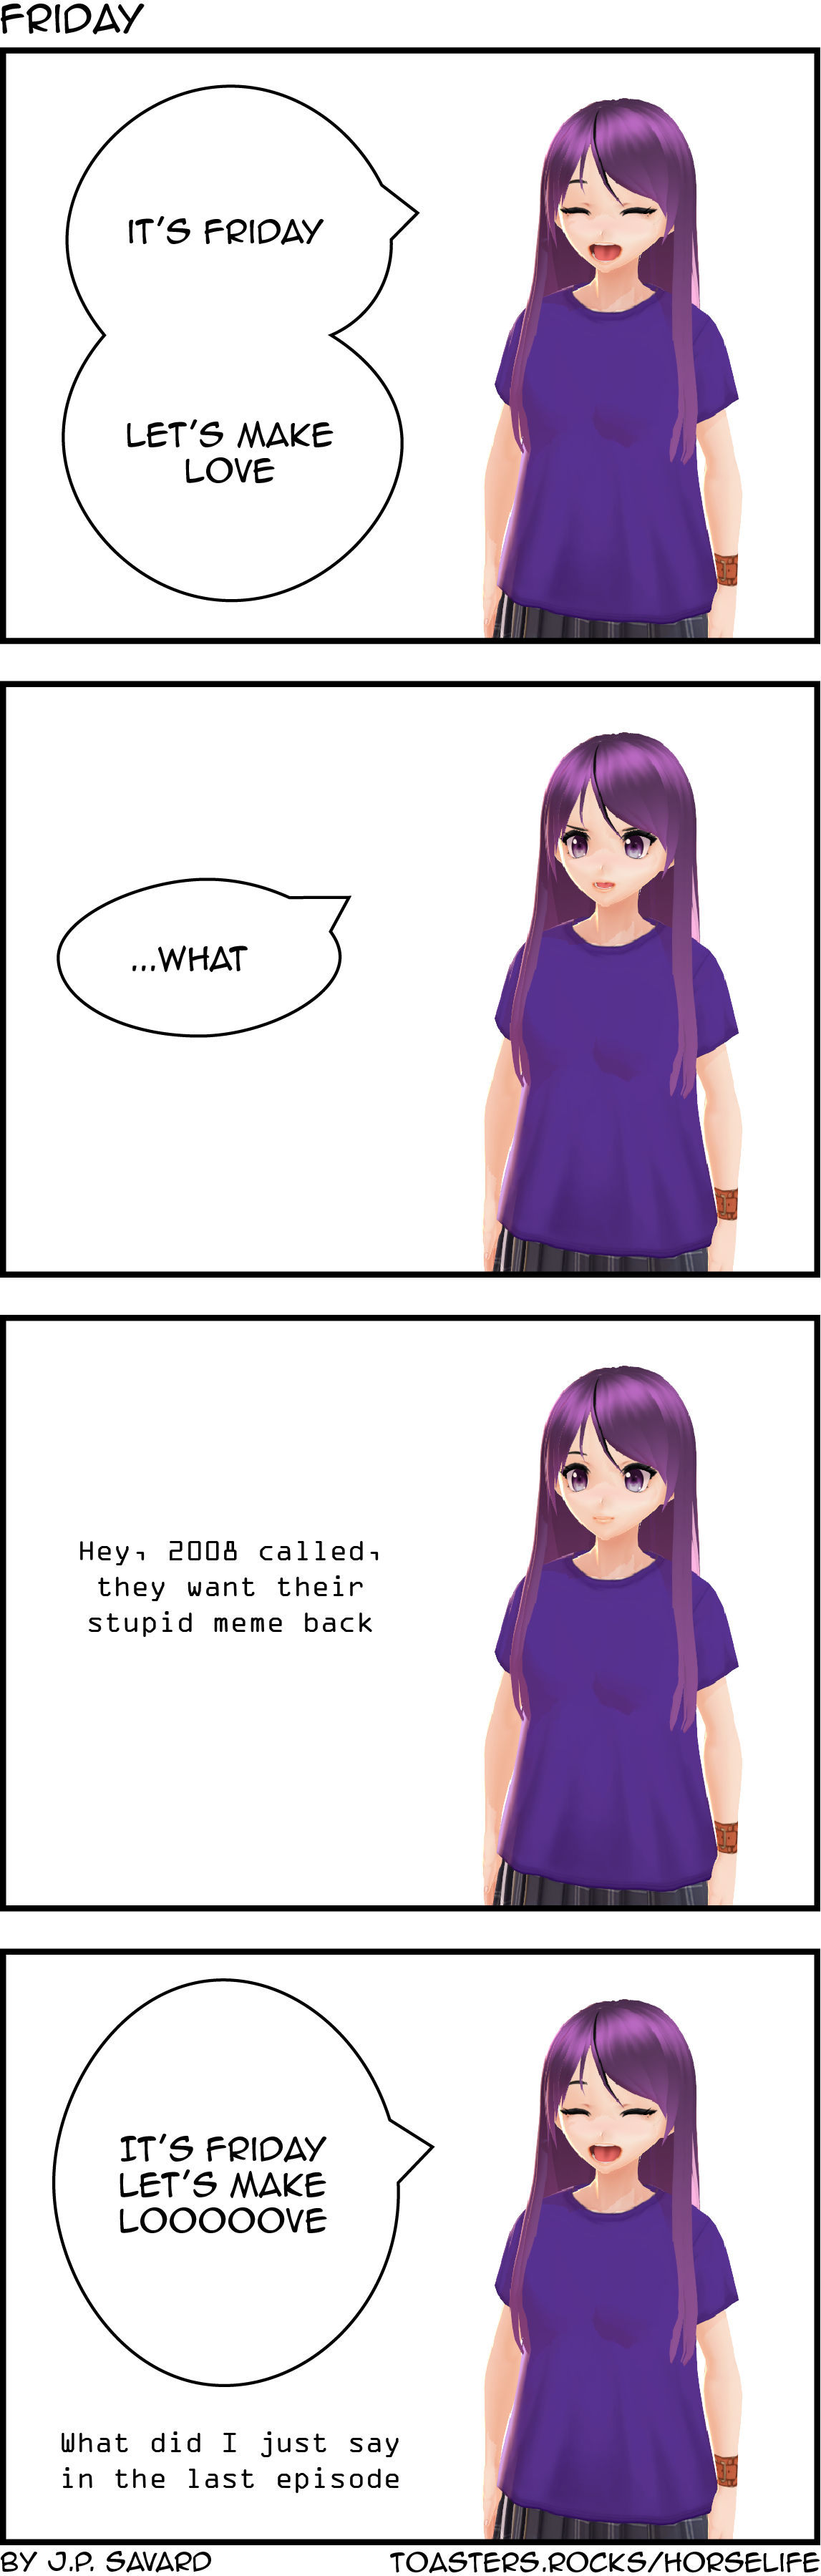 FRIDAY
IT'S FRIDAY
LET'S MAKE
LOVE
...WHAT
Hey, 2008 called,
they want their
stupid meme back
IT'S FRIDAY
LET'S MAKE
LOOOOOVE
What did I just say
in the last episode
BY J.P. SAVARD
TOASTERS.ROCKS/HORSELIFE